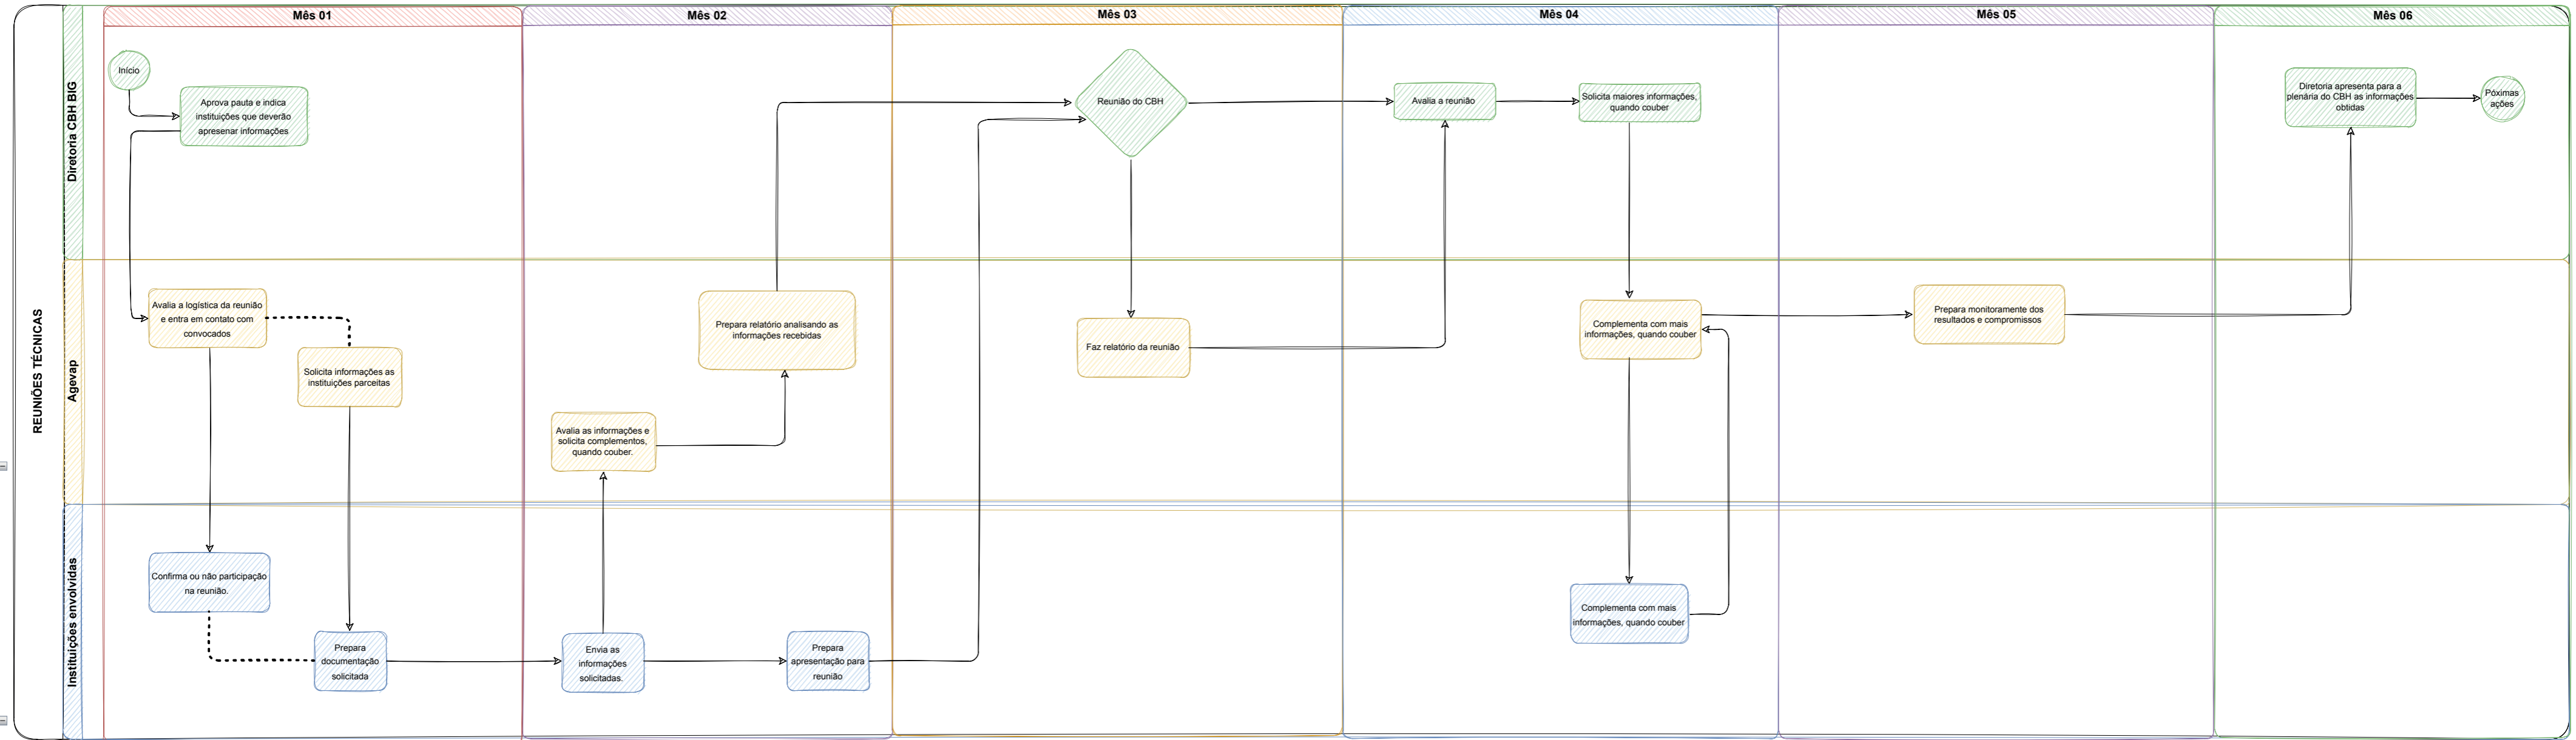 Mês 01
Mês 02
Mês 03
Mês 04
Mês 05
Mês 06
REUNIÕES TÉCNICAS
Diretoria CBH BIG
Início
Aprova pauta e indica
instituições que deverão
apresenar informações
Reunião do CBH
Avalia a reunião
Solicita maiores informações,
quando couber
Diretoria apresenta para a
plenária do CBH as informações
obtidas
Póximas
ações
Agevap
Avalia a logística da reunião
e entra em contato com
convocados
Solicita informações as
instituições parceitas
Avalia as informações e
solicita complementos,
quando couber.
Prepara relatório analisando as
informações recebidas
Faz relatório da reunião
Complementa com mais
informações, quando couber
Prepara monitoramente dos
resultados e compromissos
Instituições envolvidas
Confirma ou não participação
na reunião.
Prepara
documentação
solicitada
Envia as
informações
solicitadas.
Prepara
apresentação para
reunião
Complementa com mais
informações, quando couber